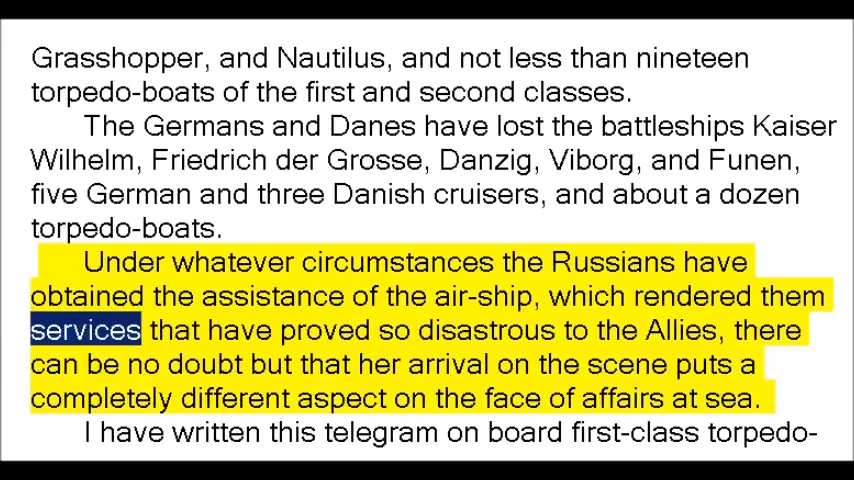 Grasshopper, and Nautilus, and not less than nineteen
torpedo-boats of the first and second classes.
The Germans and Danes have lost the battleships Kaiser
Wilhelm, Friedrich der Grosse, Danzig, Viborg, and Funen,
five German and three Danish cruisers, and about a dozen
torpedo-boats.
Under whatever circumstances the Russians have
obtained the assistance of the air-ship, which rendered them
services that have proved so disastrous to the Allies, there
can be no doubt but that her arrival on the scene puts a
completely different aspect on the face of affairs at sea.
I have written this telegram on board first-class torpedo-